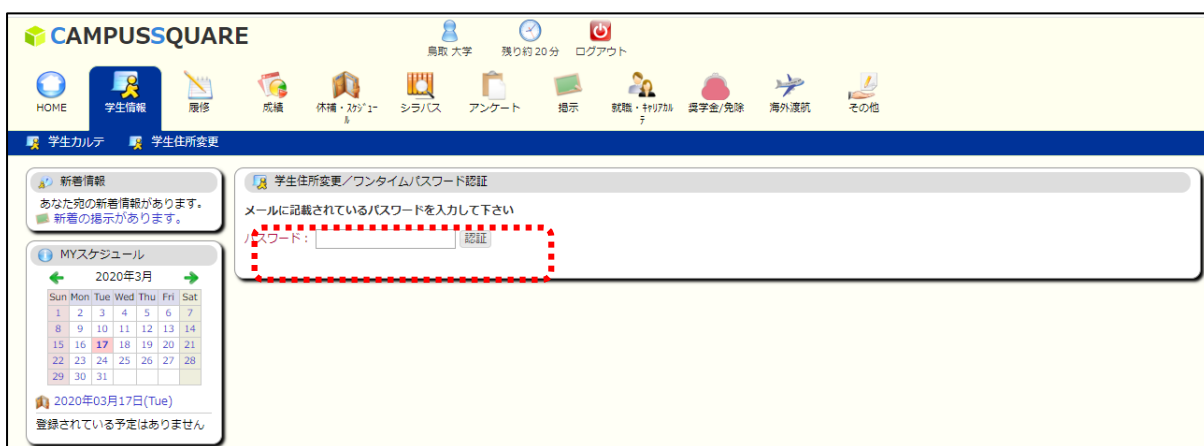 CAMPUSSQUARE
鳥取 大学 残り約20分 ログアウト
HOME 学生情報 履修 成績 休補・ｽｹｼﾞｭｰﾙ シラバス アンケート 掲示 就職・ｷｬﾘｱｶﾙﾃ 奨学金/免除 海外渡航 その他
学生カルテ 学生住所変更
新着情報
あなた宛の新着情報があります。
新着の掲示があります。
MYスケジュール
2020年3月
Sun Mon Tue Wed Thu Fri Sat
1 2 3 4 5 6 7
8 9 10 11 12 13 14
15 16 17 18 19 20 21
22 23 24 25 26 27 28
29 30 31
2020年03月17日(Tue)
登録されている予定はありません
学生住所変更／ワンタイムパスワード認証
メールに記載されているパスワードを入力して下さい
パスワード： 認証